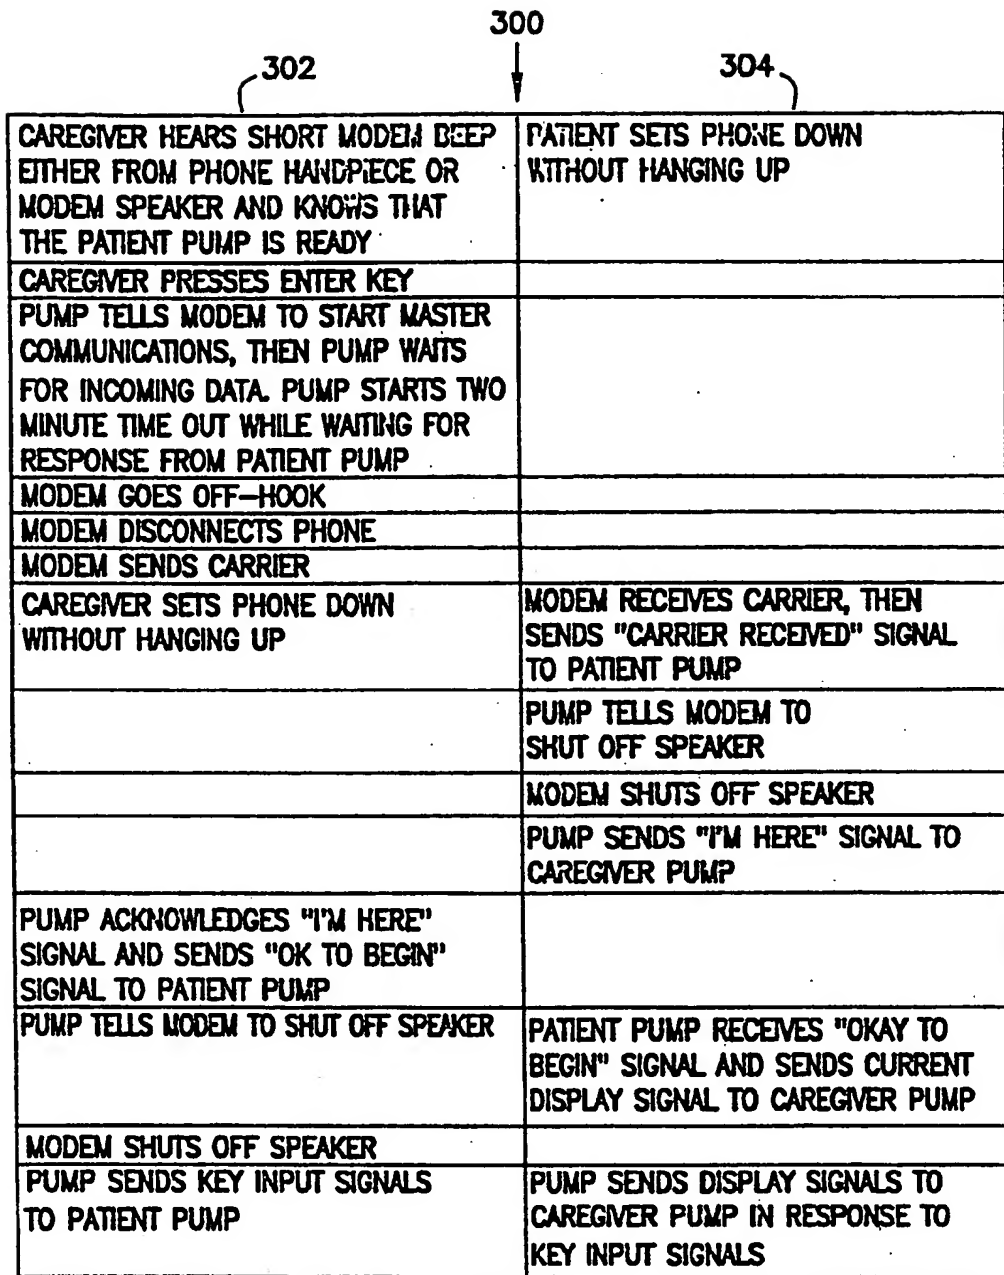 300
302
304
CAREGIVER HEARS SHORT MODEM BEEP
EITHER FROM PHONE HANDPIECE OR
MODEM SPEAKER AND KNOWS THAT
THE PATIENT PUMP IS READY
PATIENT SETS PHONE DOWN
WITHOUT HANGING UP
CAREGIVER PRESSES ENTER KEY
PUMP TELLS MODEM TO START MASTER
COMMUNICATIONS, THEN PUMP WAITS
FOR INCOMING DATA. PUMP STARTS TWO
MINUTE TIME OUT WHILE WAITING FOR
RESPONSE FROM PATIENT PUMP
MODEM GOES OFF-HOOK
MODEM DISCONNECTS PHONE
MODEM SENDS CARRIER
CAREGIVER SETS PHONE DOWN
WITHOUT HANGING UP
MODEM RECEIVES CARRIER, THEN
SENDS "CARRIER RECEIVED" SIGNAL
TO PATIENT PUMP
PUMP TELLS MODEM TO
SHUT OFF SPEAKER
MODEM SHUTS OFF SPEAKER
PUMP SENDS "I'M HERE" SIGNAL TO
CAREGIVER PUMP
PUMP ACKNOWLEDGES "I'M HERE"
SIGNAL AND SENDS "OK TO BEGIN"
SIGNAL TO PATIENT PUMP
PUMP TELLS MODEM TO SHUT OFF SPEAKER
PATIENT PUMP RECEIVES "OKAY TO
BEGIN" SIGNAL AND SENDS CURRENT
DISPLAY SIGNAL TO CAREGIVER PUMP
MODEM SHUTS OFF SPEAKER
PUMP SENDS KEY INPUT SIGNALS
TO PATIENT PUMP
PUMP SENDS DISPLAY SIGNALS TO
CAREGIVER PUMP IN RESPONSE TO
KEY INPUT SIGNALS